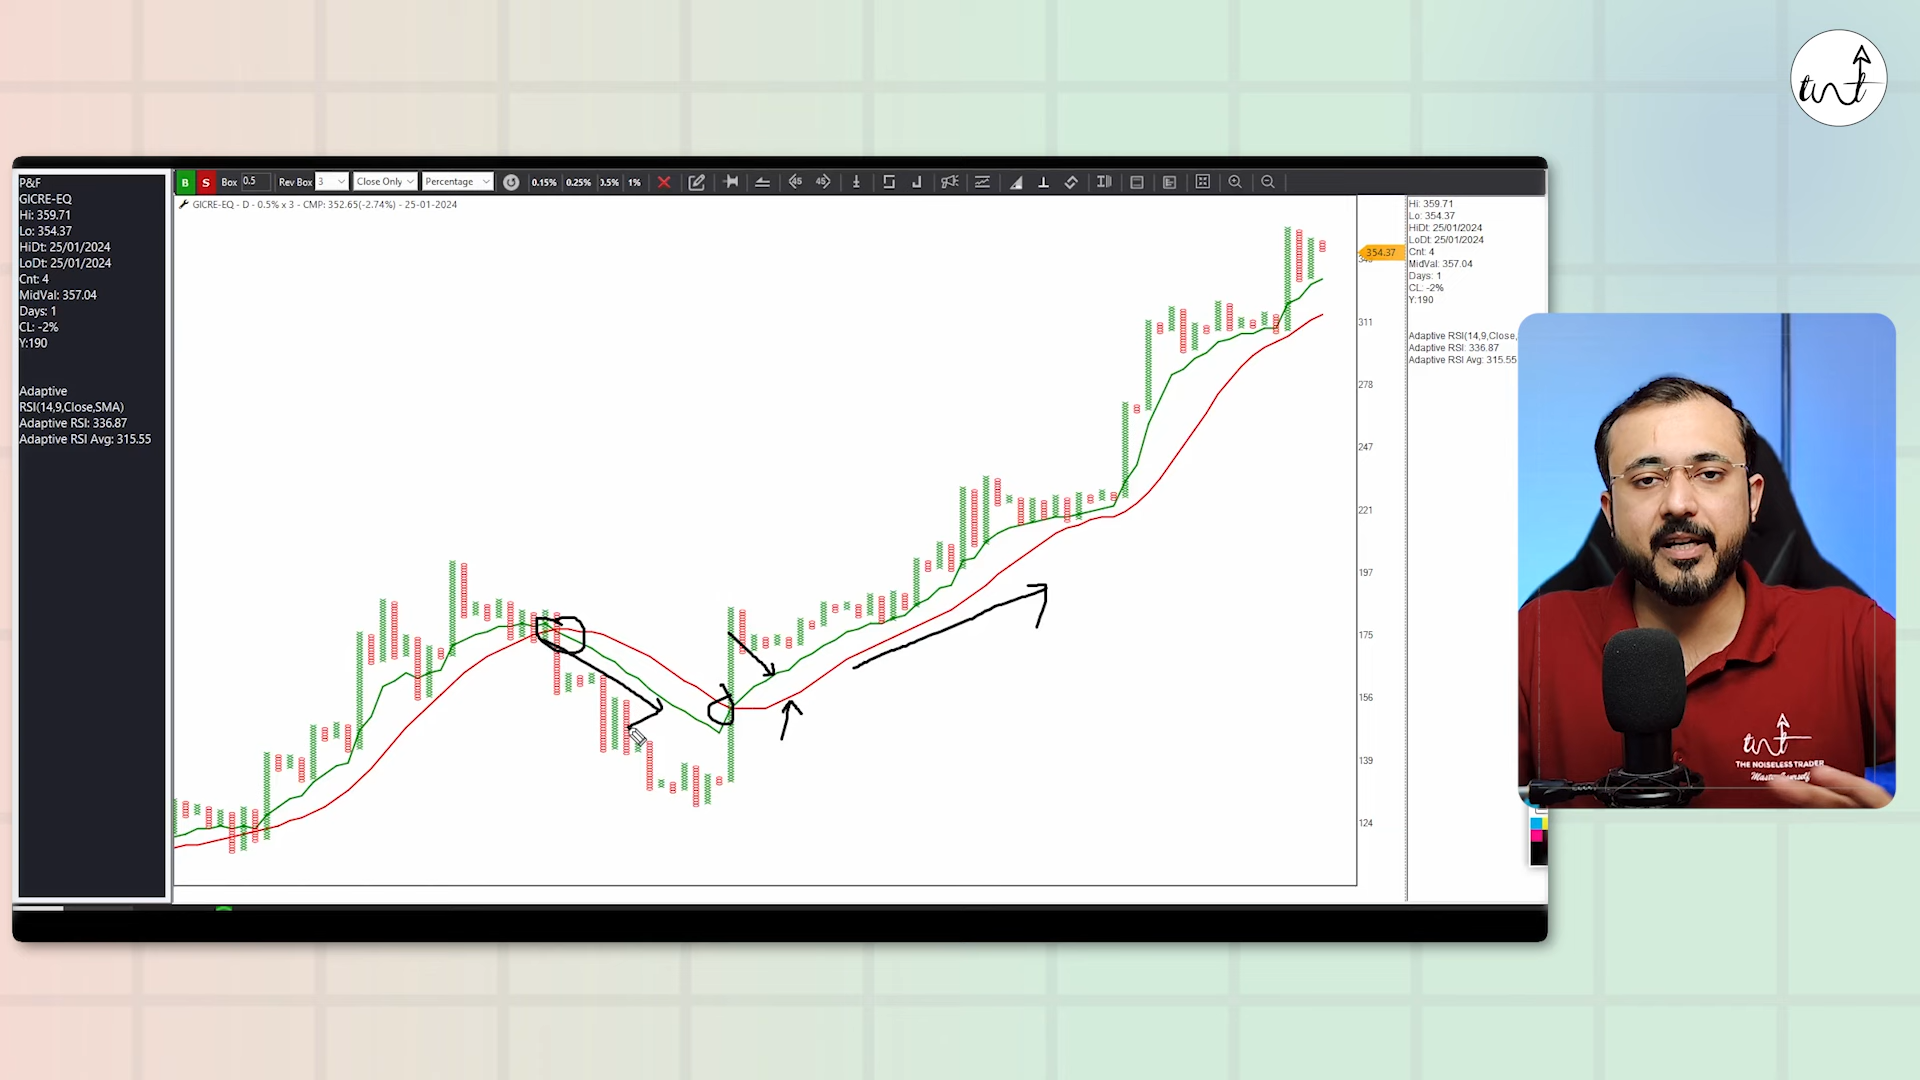 twt
P&F
GICRE-EQ
Hi: 359.71
Lo: 354.37
HiDt: 25/01/2024
LoDt: 25/01/2024
Cnt: 4
MidVal: 357.04
Days: 1
CL: -2%
Y:190
Adaptive
RSI(14,9,Close,SMA)
Adaptive RSI: 336.87
Adaptive RSI Avg: 315.55
B S Box 0.5 Rev Box 3 Close Only Percentage 0.15% 0.25% 0.5% 1% 45 45
GICRE-EQ - D - 0.5% x 3 - CMP: 352.65(-2.74%) - 25-01-2024
354.37
311
278
247
221
197
175
156
139
124
Hi: 359.71
Lo: 354.37
HiDt: 25/01/2024
LoDt: 25/01/2024
Cnt: 4
MidVal: 357.04
Days: 1
CL: -2%
Y:190
Adaptive RSI(14,9,Close,
Adaptive RSI: 336.87
Adaptive RSI Avg: 315.55
twt
THE NOISELESS TRADER